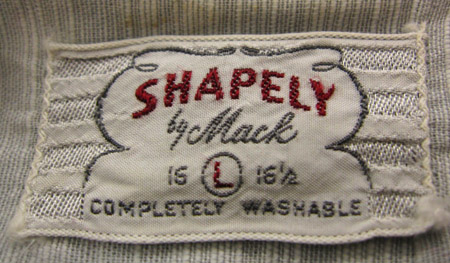 SHAPELY
by Mack
16 L 16½
COMPLETELY WASHABLE